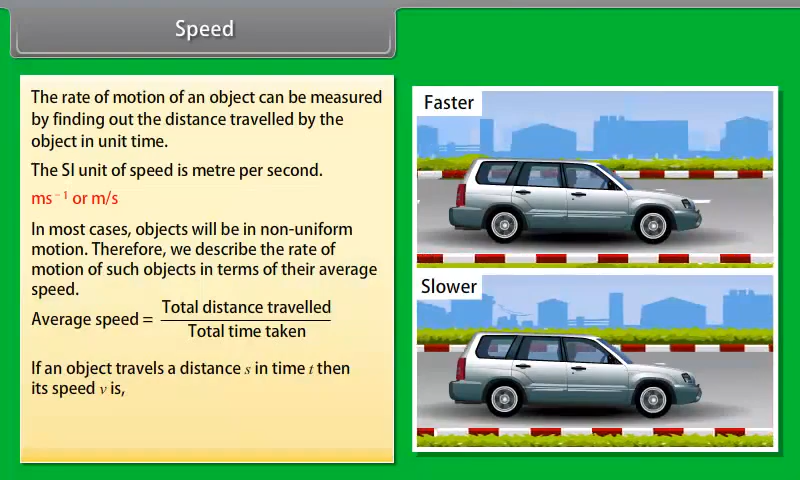 Speed
The rate of motion of an object can be measured
by finding out the distance travelled by the
object in unit time.
The SI unit of speed is metre per second.
ms⁻¹ or m/s
In most cases, objects will be in non-uniform
motion. Therefore, we describe the rate of
motion of such objects in terms of their average
speed.
Average speed = Total distance travelled
Total time taken
If an object travels a distance s in time t then
its speed v is,
Faster
Slower